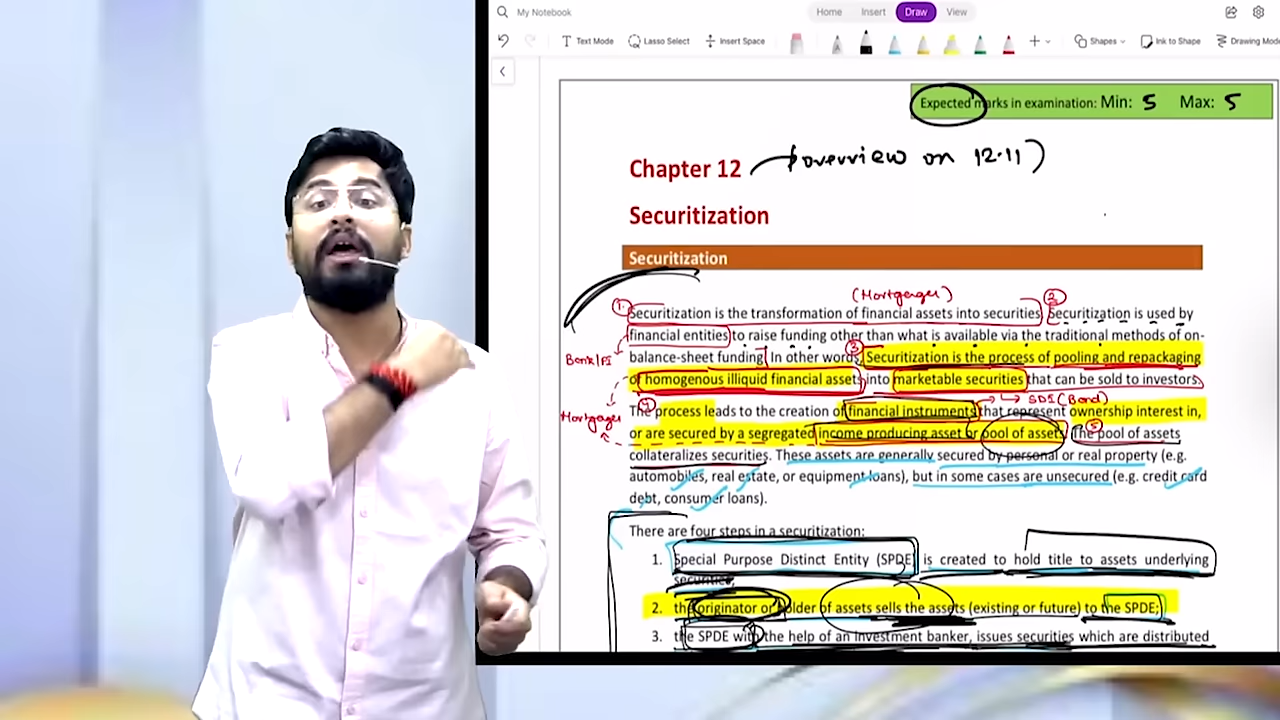 My Notebook
Home Insert Draw View
Text Mode Lasso Select Insert Space Shapes Ink to Shape Drawing Mode
Expected marks in examination: Min: 5 Max: 5
Chapter 12 (overview on 12.11)
Securitization
Securitization
(Mortgages)
1. Securitization is the transformation of financial assets into securities 2. Securitization is used by
financial entities to raise funding other than what is available via the traditional methods of on-
Bank/FI balance-sheet funding. In other words, 3 Securitization is the process of pooling and repackaging
of homogenous illiquid financial assets into marketable securities that can be sold to investors.
SDS (Bond)
Mortgages 4 The process leads to the creation of financial instruments that represent ownership interest in,
or are secured by a segregated income producing asset or pool of assets. 5 The pool of assets
collateralizes securities. These assets are generally secured by personal or real property (e.g.
automobiles, real estate, or equipment loans), but in some cases are unsecured (e.g. credit card
debt, consumer loans).
There are four steps in a securitization:
1. Special Purpose Distinct Entity (SPDE) is created to hold title to assets underlying
securities;
2. the originator or holder of assets sells the assets (existing or future) to the SPDE;
3. the SPDE with the help of an investment banker, issues securities which are distributed